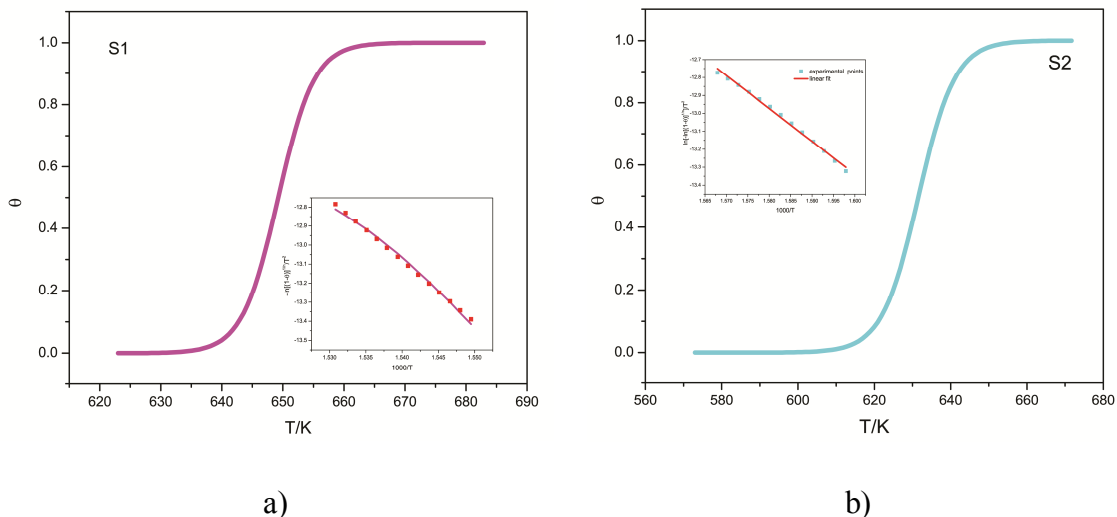 S1
1.0
0.8
0.6
0.4
0.2
0.0
θ
620 630 640 650 660 670 680 690
T/K
-12.8
-12.9
-13.0
-13.1
-13.2
-13.3
-13.4
-13.5
1.530 1.535 1.540 1.545 1.550
1000/T
a)
S2
1.0
0.8
0.6
0.4
0.2
0.0
θ
560 580 600 620 640 660 680
T/K
experimental points
linear fit
-12.7
-12.8
-12.9
-13.0
-13.1
-13.2
-13.3
-13.4
1.565 1.570 1.575 1.580 1.585 1.590 1.595 1.600
1000/T
b)